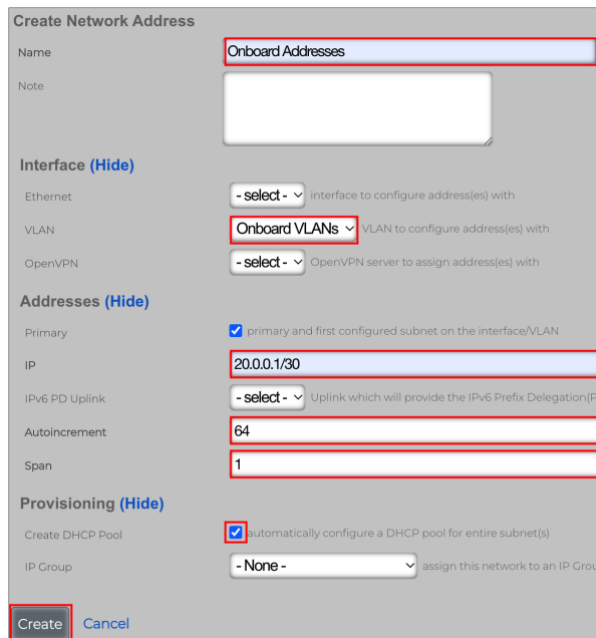 Create Network Address
Name Onboard Addresses
Note
Interface (Hide)
Ethernet - select - interface to configure address(es) with
VLAN Onboard VLANs VLAN to configure address(es) with
OpenVPN - select - OpenVPN server to assign address(es) with
Addresses (Hide)
Primary primary and first configured subnet on the interface/VLAN
IP 20.0.0.1/30
IPv6 PD Uplink - select - Uplink which will provide the IPv6 Prefix Delegation(P
Autoincrement 64
Span 1
Provisioning (Hide)
Create DHCP Pool automatically configure a DHCP pool for entire subnet(s)
IP Group - None - assign this network to an IP Grou
Create Cancel